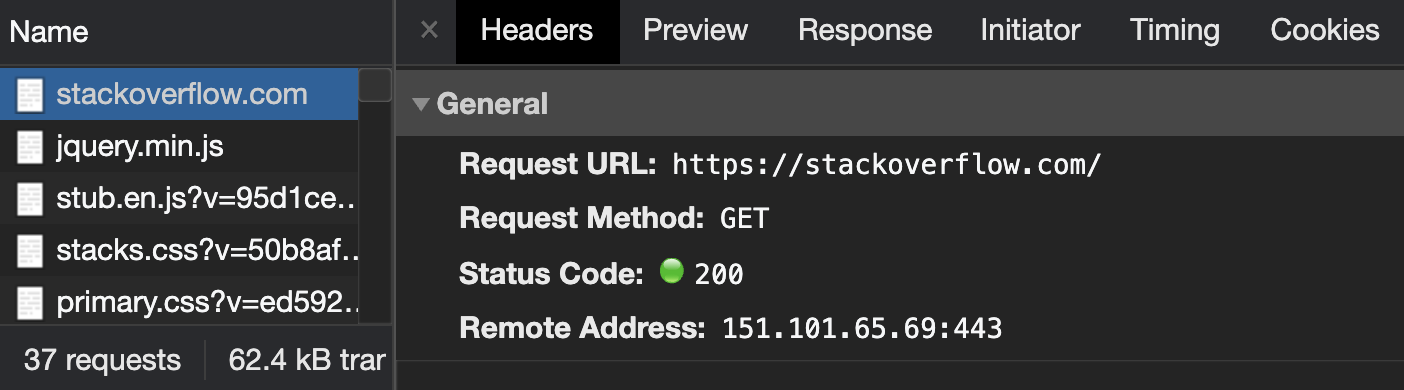 Name
stackoverflow.com
jquery.min.js
stub.en.js?v=95d1ce..
stacks.css?v=50b8af..
primary.css?v=ed592..
37 requests 62.4 kB tran
× Headers Preview Response Initiator Timing Cookies
General
Request URL: https://stackoverflow.com/
Request Method: GET
Status Code: 200
Remote Address: 151.101.65.69:443